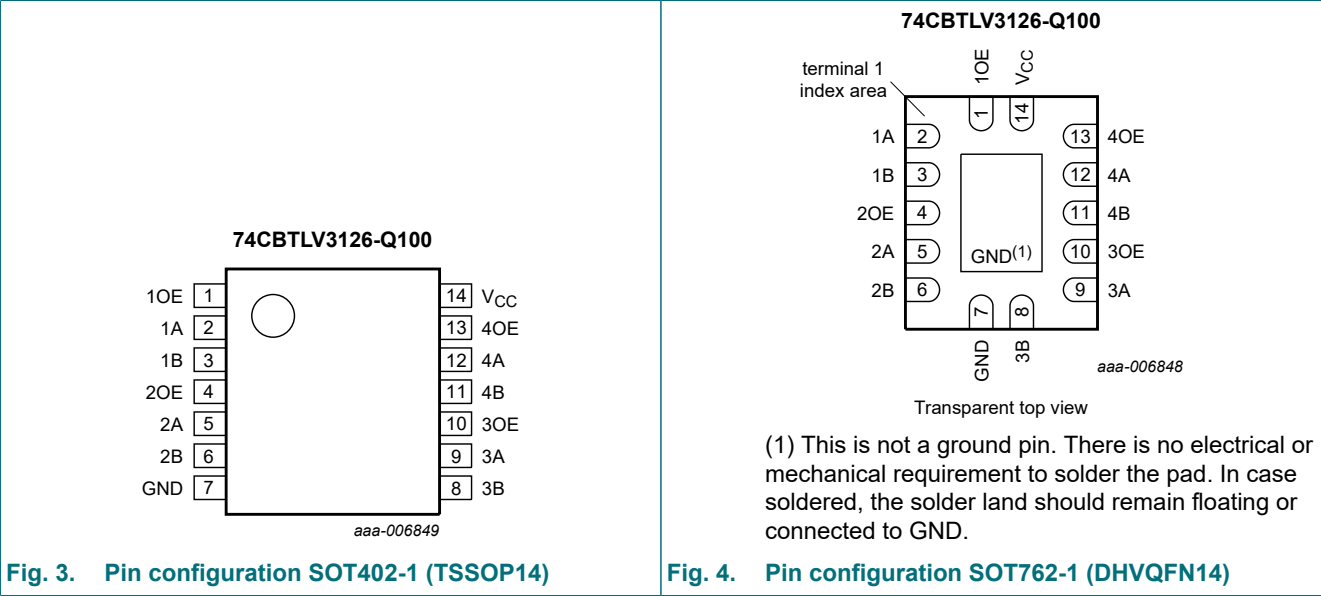 74CBTLV3126-Q100
1OE 1
1A 2
1B 3
2OE 4
2A 5
2B 6
GND 7
14 VCC
13 4OE
12 4A
11 4B
10 3OE
9 3A
8 3B
aaa-006849
Fig. 3. Pin configuration SOT402-1 (TSSOP14)
74CBTLV3126-Q100
terminal 1
index area
1OE
VCC
1
14
1A 2
1B 3
2OE 4
2A 5
2B 6
13 4OE
12 4A
11 4B
10 3OE
9 3A
GND(1)
7
8
GND
3B
aaa-006848
Transparent top view
(1) This is not a ground pin. There is no electrical or
mechanical requirement to solder the pad. In case
soldered, the solder land should remain floating or
connected to GND.
Fig. 4. Pin configuration SOT762-1 (DHVQFN14)